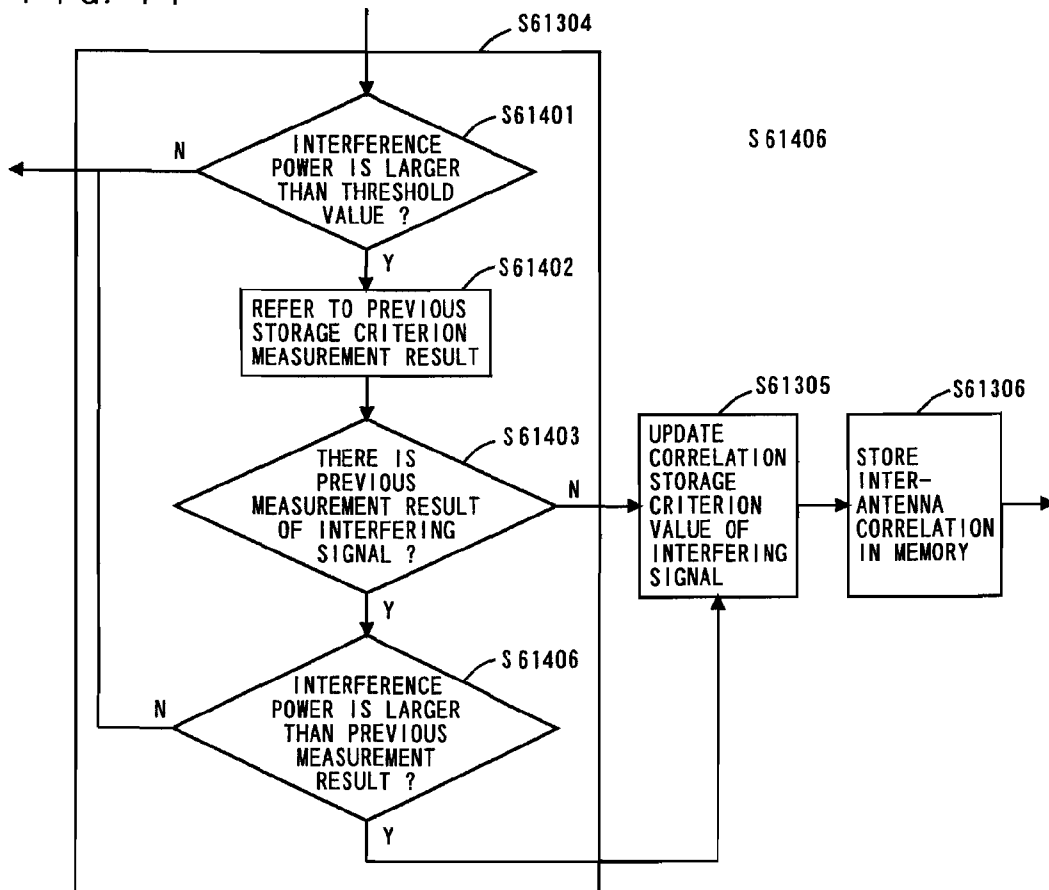 S61304
S61401
INTERFERENCE
POWER IS LARGER
THAN THRESHOLD
VALUE ?
N
S61406
Y
S61402
REFER TO PREVIOUS
STORAGE CRITERION
MEASUREMENT RESULT
S61403
THERE IS
PREVIOUS
MEASUREMENT RESULT
OF INTERFERING
SIGNAL ?
N
S61305
UPDATE
CORRELATION
STORAGE
CRITERION
VALUE OF
INTERFERING
SIGNAL
S61306
STORE
INTER-
ANTENNA
CORRELATION
IN MEMORY
Y
S61406
INTERFERENCE
POWER IS LARGER
THAN PREVIOUS
MEASUREMENT
RESULT ?
N
Y